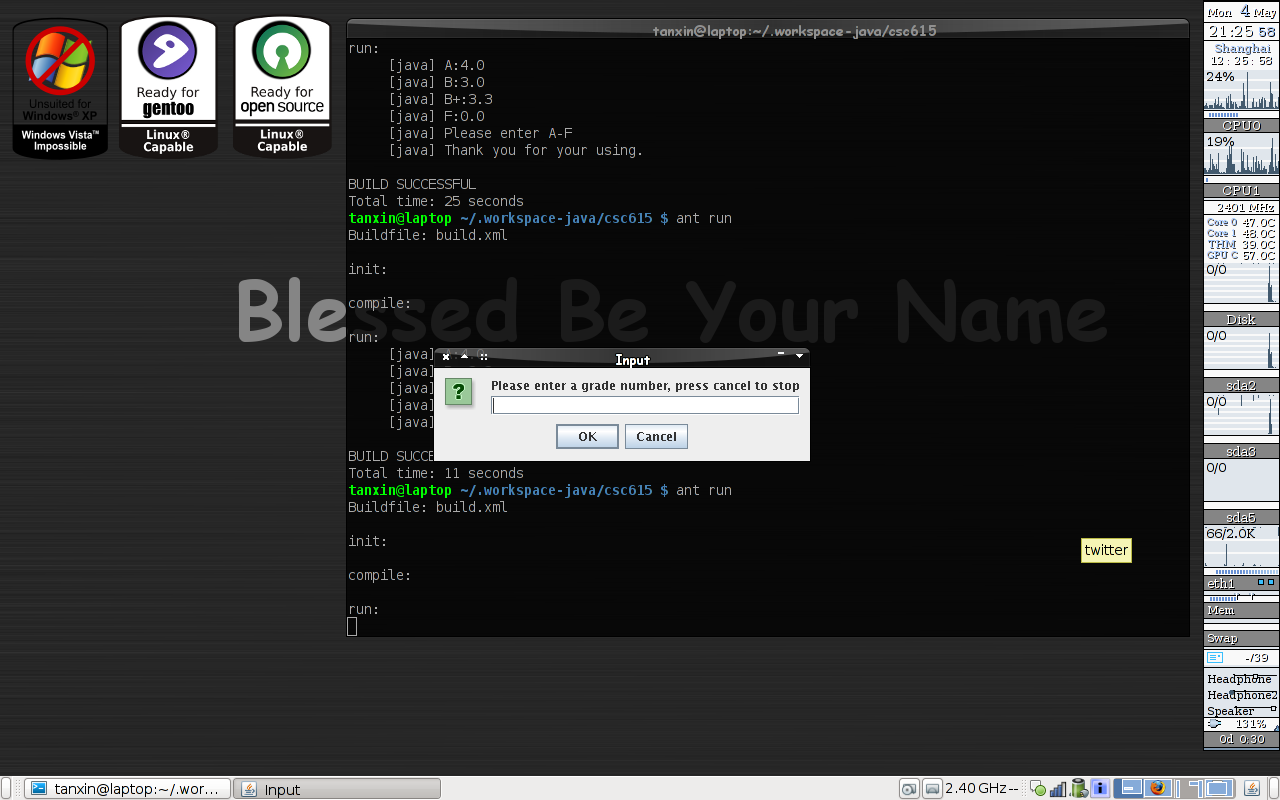 Unsuited for
Windows® XP
Windows Vista™
Impossible
Ready for
gentoo
Linux®
Capable
Ready for
open source
Linux®
Capable
tanxin@laptop:~/.workspace-java/csc615
run:
[java] A:4.0
[java] B:3.0
[java] B+:3.3
[java] F:0.0
[java] Please enter A-F
[java] Thank you for your using.
BUILD SUCCESSFUL
Total time: 25 seconds
tanxin@laptop ~/.workspace-java/csc615 $ ant run
Buildfile: build.xml
init:
Blessed Be Your Name
compile:
run:
[java]
[java]
[java]
[java]
[java]
Input
Please enter a grade number, press cancel to stop
OK
Cancel
BUILD SUCCE
Total time: 11 seconds
tanxin@laptop ~/.workspace-java/csc615 $ ant run
Buildfile: build.xml
init:
compile:
run:
twitter
Mon 4 May
21:25 58
Shanghai
12:25:58
24%
CPU0
19%
CPU1
2401 MHz
Core 0 47.0C
Core 1 48.0C
THM 39.0C
GPU C 57.0C
0/0
Disk
0/0
sda2
0/0
sda3
0/0
sda5
66/2.0K
eth1
Mem
Swap
-/39
Headphone
Headphone2
Speaker
131%
0d 0:30
tanxin@laptop:~/.wor...
Input
2.40 GHz--